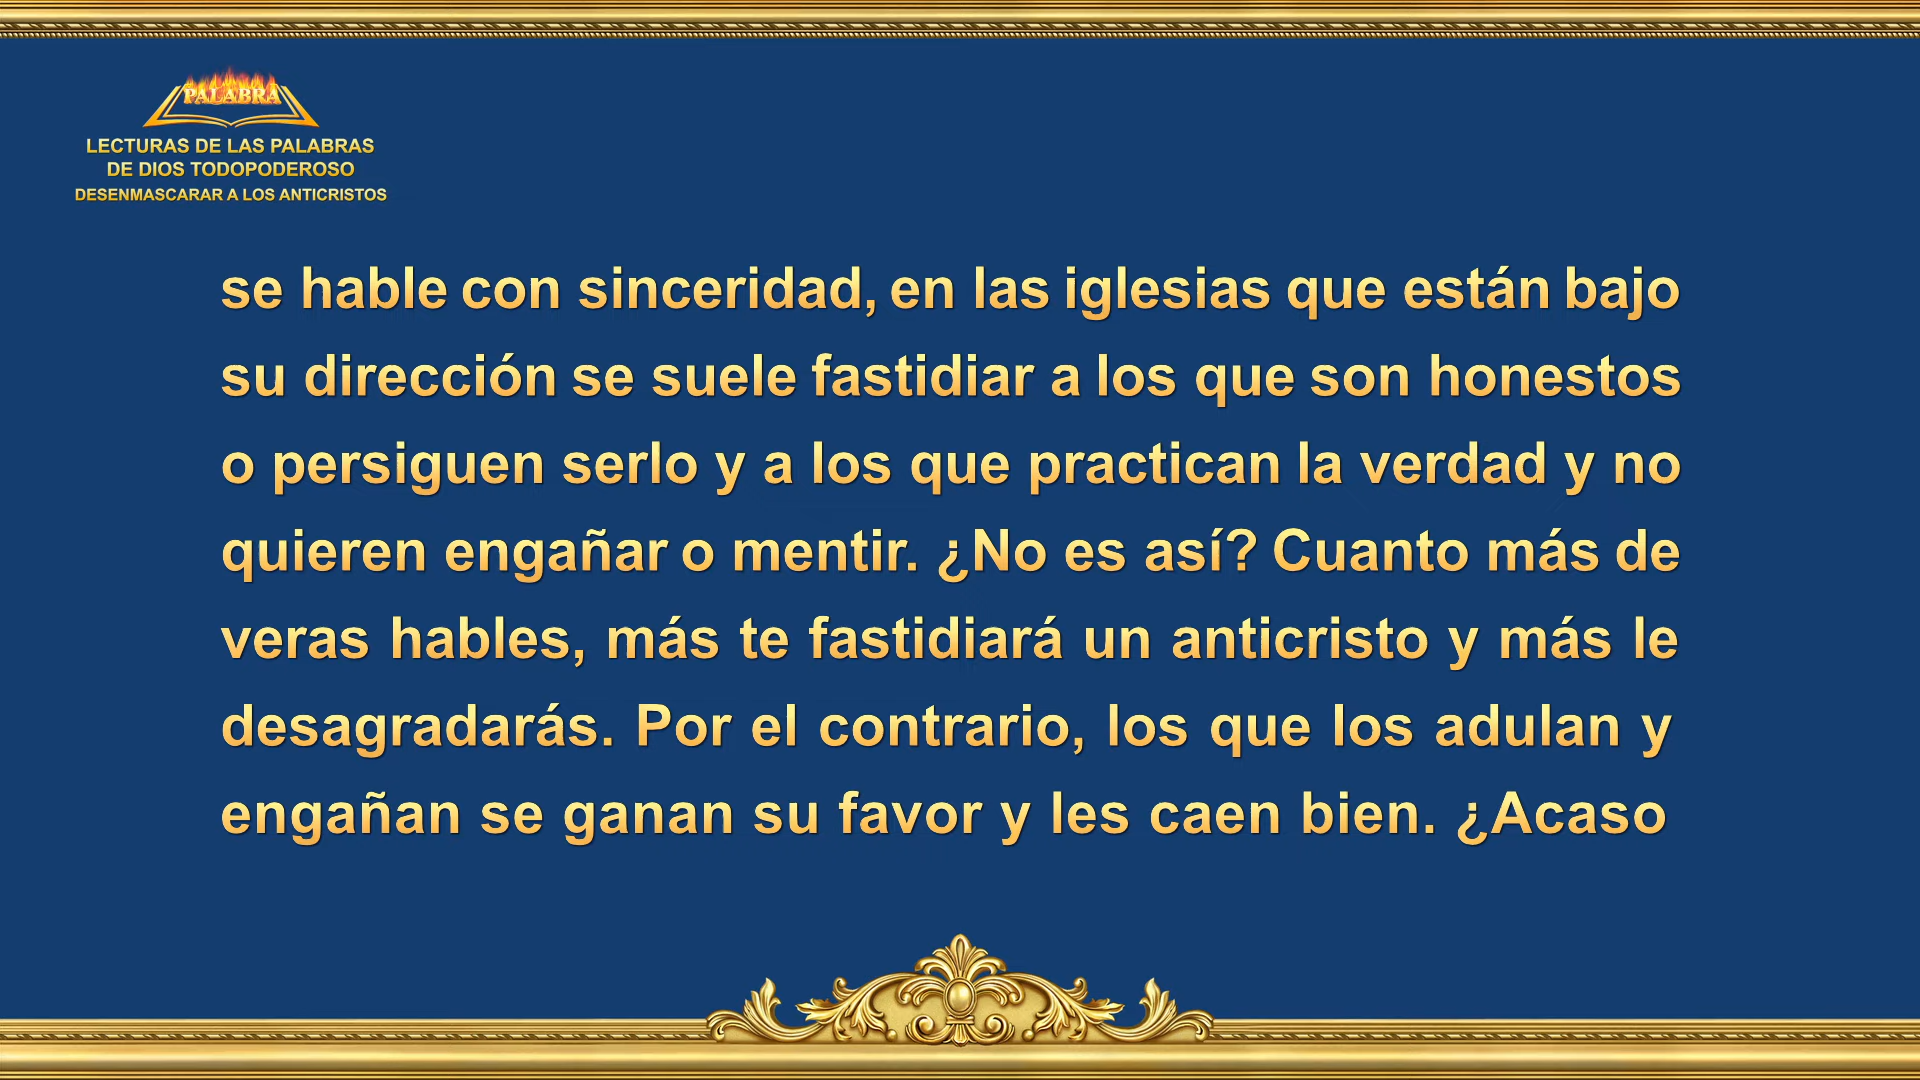 PALABRA
LECTURAS DE LAS PALABRAS
DE DIOS TODOPODEROSO
DESENMASCARAR A LOS ANTICRISTOS
se hable con sinceridad, en las iglesias que están bajo
su dirección se suele fastidiar a los que son honestos
o persiguen serlo y a los que practican la verdad y no
quieren engañar o mentir. ¿No es así? Cuanto más de
veras hables, más te fastidiará un anticristo y más le
desagradarás. Por el contrario, los que los adulan y
engañan se ganan su favor y les caen bien. ¿Acaso